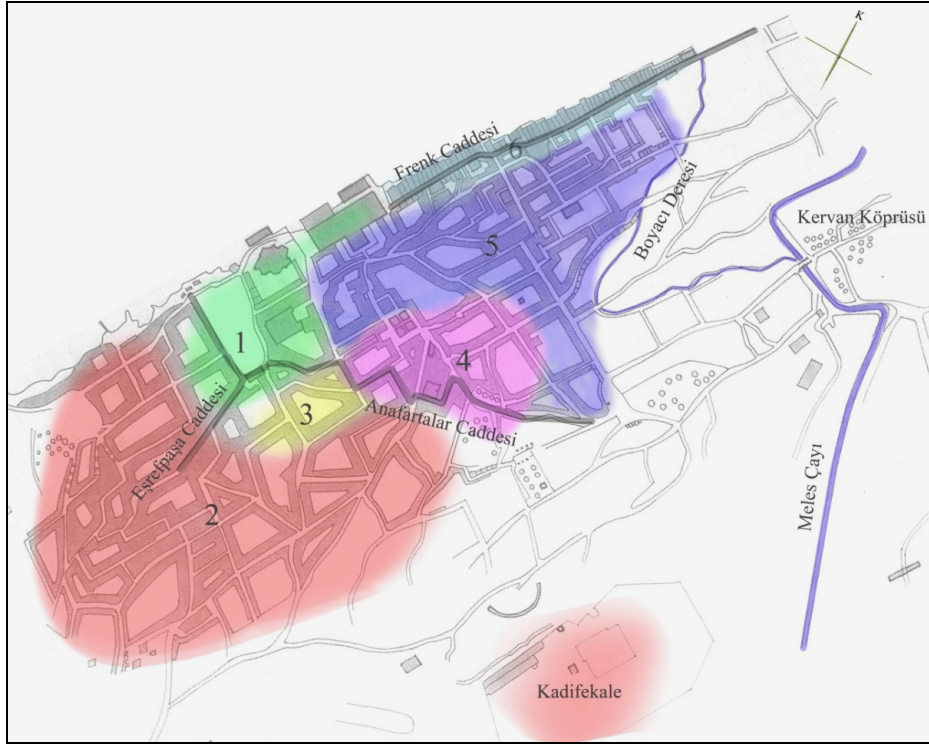 K
Frenk Caddesi
6
Boyacı Deresi
Kervan Köprüsü
5
1
4
3
Anafartalar Caddesi
Eşrefpaşa Caddesi
2
Meles Çayı
Kadifekale